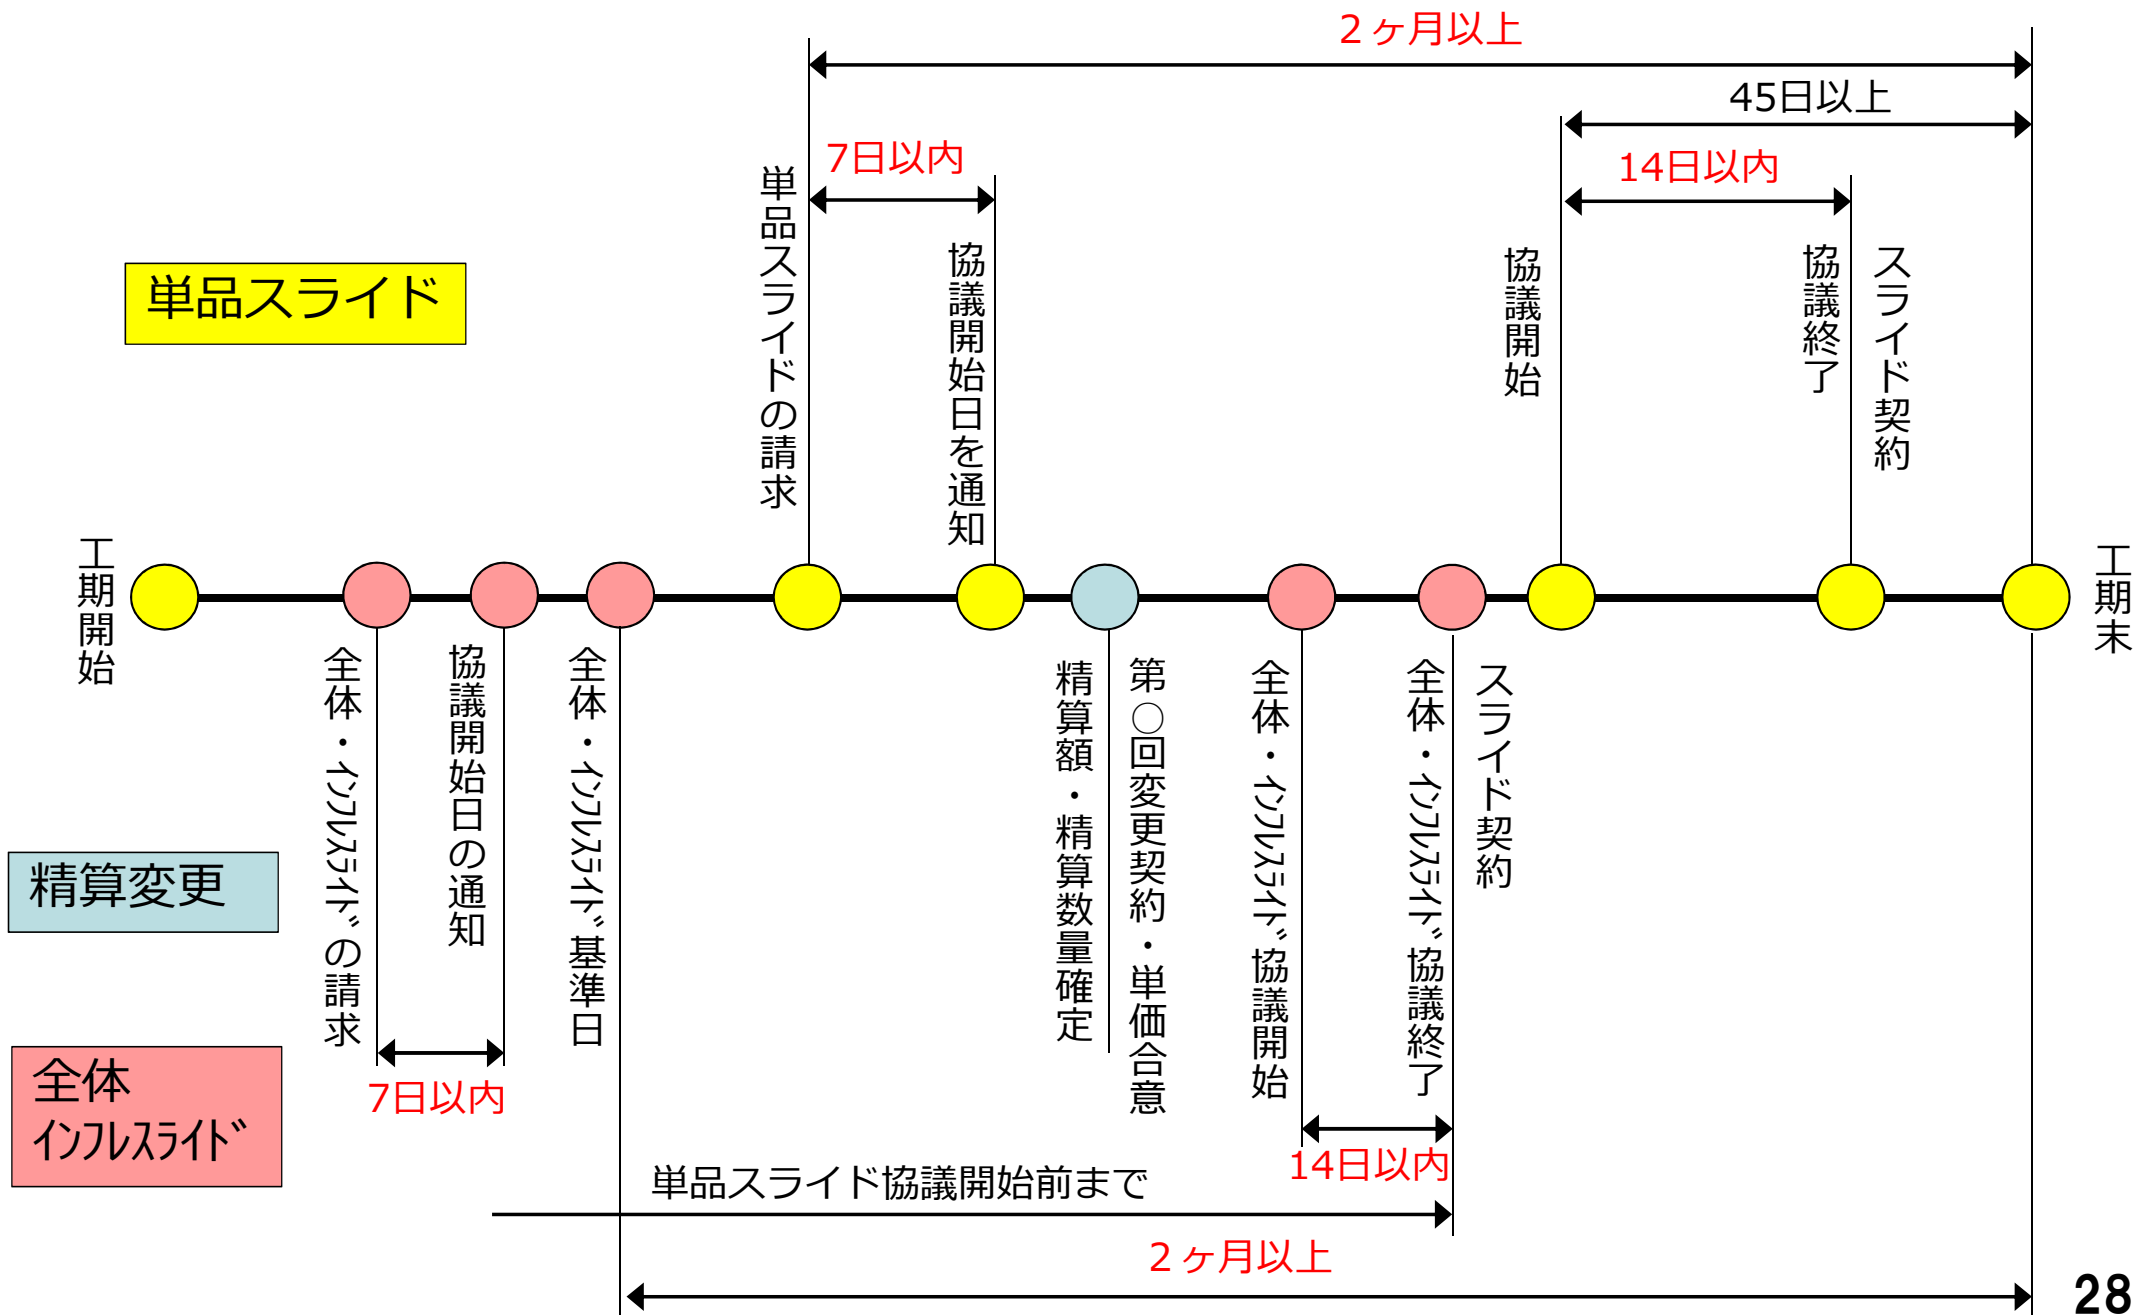 ２ヶ月以上
45日以上
7日以内
14日以内
単品スライドの請求
協議開始日を通知
協議開始
協議終了
スライド契約
単品スライド
工期開始
工期末
全体・ｲﾝﾌﾚｽﾗｲﾄﾞの請求
協議開始日の通知
全体・ｲﾝﾌﾚｽﾗｲﾄﾞ基準日
精算額・精算数量確定
第○回変更契約・単価合意
全体・ｲﾝﾌﾚｽﾗｲﾄﾞ協議開始
全体・ｲﾝﾌﾚｽﾗｲﾄﾞ協議終了
スライド契約
精算変更
全体
ｲﾝﾌﾚｽﾗｲﾄﾞ
7日以内
14日以内
単品スライド協議開始前まで
２ヶ月以上
28